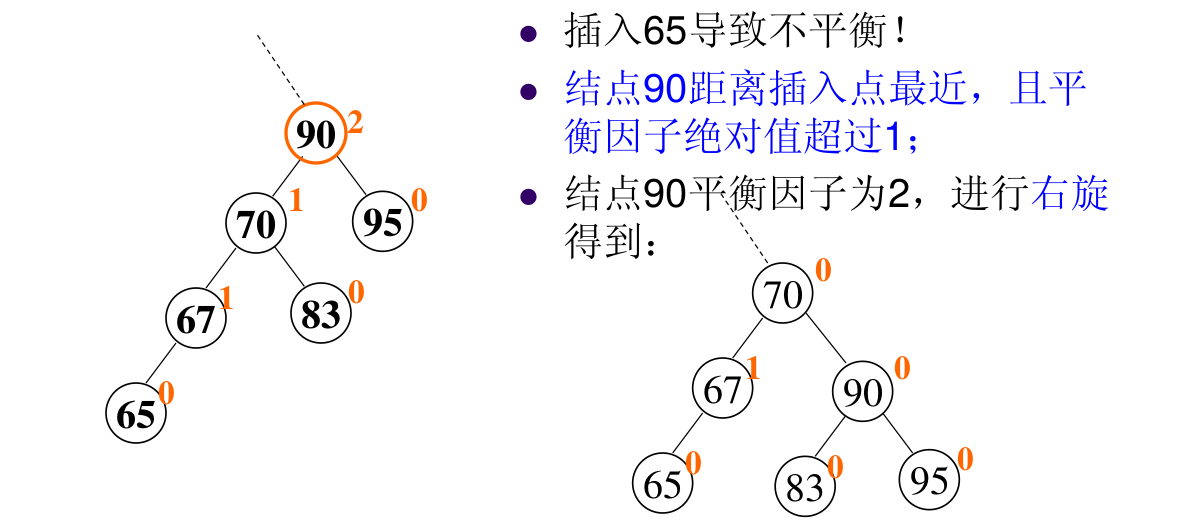 90 2
70 1
95 0
67 1
83 0
65 0
● 插入65导致不平衡！
● 结点90距离插入点最近，且平
衡因子绝对值超过1；
● 结点90平衡因子为2，进行右旋
得到：
70 0
67 1
90 0
65 0
83 0
95 0